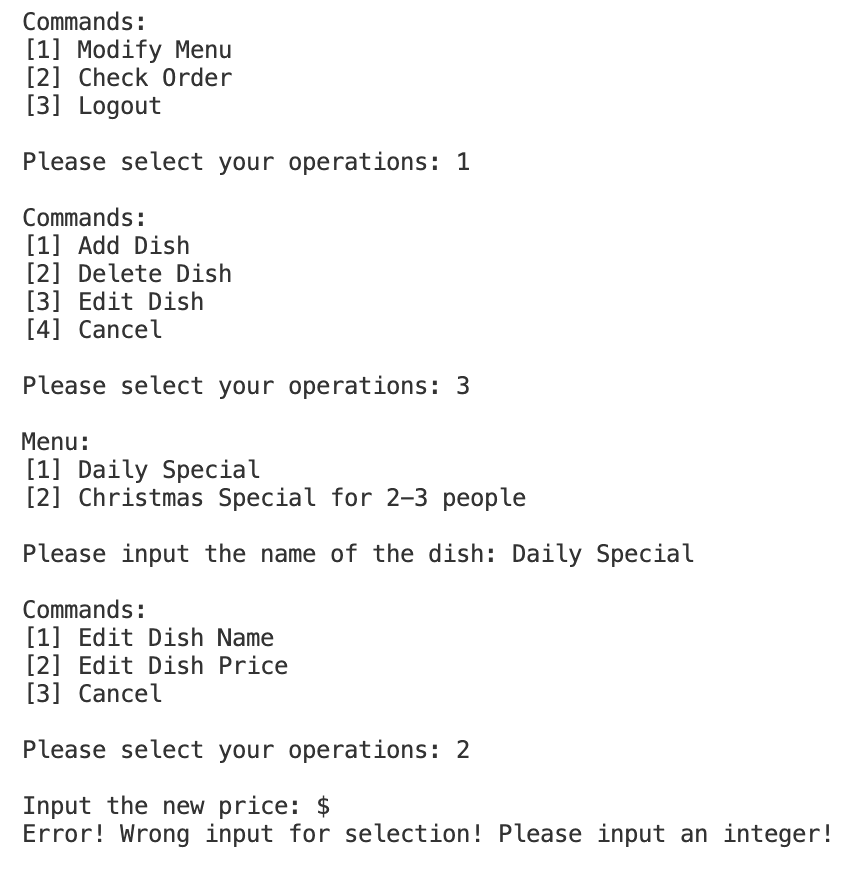 Commands:
[1] Modify Menu
[2] Check Order
[3] Logout
Please select your operations: 1
Commands:
[1] Add Dish
[2] Delete Dish
[3] Edit Dish
[4] Cancel
Please select your operations: 3
Menu:
[1] Daily Special
[2] Christmas Special for 2–3 people
Please input the name of the dish: Daily Special
Commands:
[1] Edit Dish Name
[2] Edit Dish Price
[3] Cancel
Please select your operations: 2
Input the new price: $
Error! Wrong input for selection! Please input an integer!